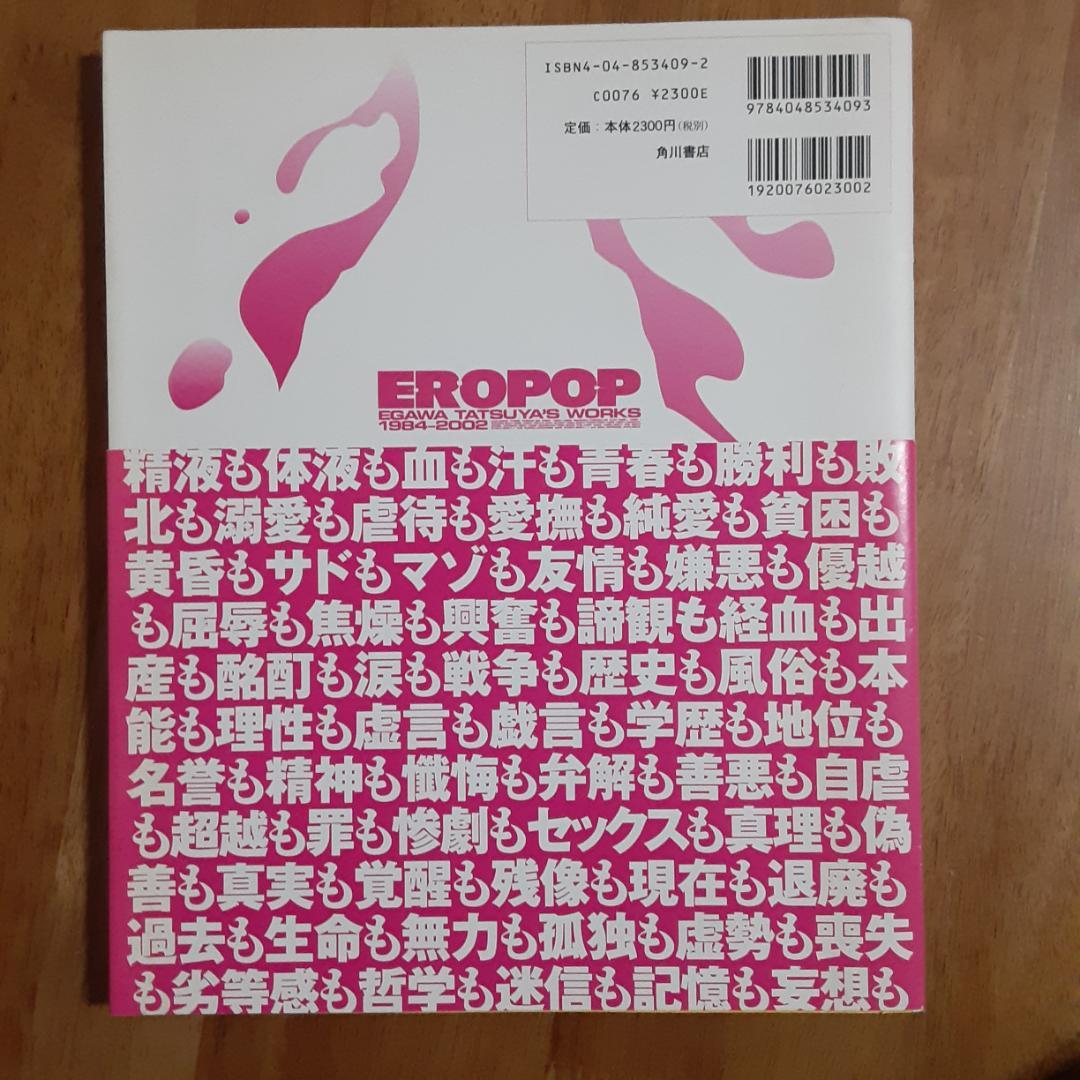 ISBN4-04-853409-2
C0076 ¥2300E
定価：本体2300円(税別)
角川書店
9784048534093
1920076023002
EROPOP
EGAWA TATSUYA'S WORKS
1984-2002
精液も体液も血も汁も青春も勝利も敗
北も溺愛も虐待も愛撫も純愛も貧困も
黄昏もサドもマゾも友情も嫌悪も優越
も屈辱も焦燥も興奮も諦観も経血も出
産も酩酊も涙も戦争も歴史も風俗も本
能も理性も虚言も戯言も学歴も地位も
名誉も精神も懺悔も弁解も善悪も自虐
も超越も罪も惨劇もセックスも真理も偽
善も真実も覚醒も残像も現在も退廃も
過去も生命も無力も孤独も虚勢も喪失
も劣等感も哲学も迷信も記憶も妄想も